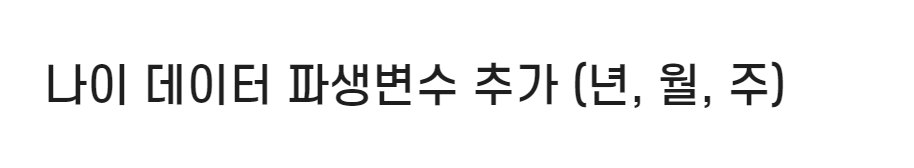 나이 데이터 파생변수 추가 (년, 월, 주)